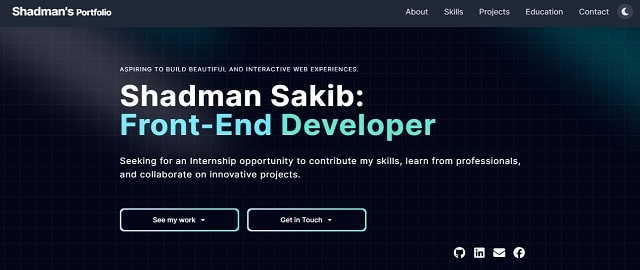 Shadman's Portfolio
About Skills Projects Education Contact
ASPIRING TO BUILD BEAUTIFUL AND INTERACTIVE WEB EXPERIENCES.
Shadman Sakib:
Front-End Developer
Seeking for an Internship opportunity to contribute my skills, learn from professionals,
and collaborate on innovative projects.
See my work
Get in Touch